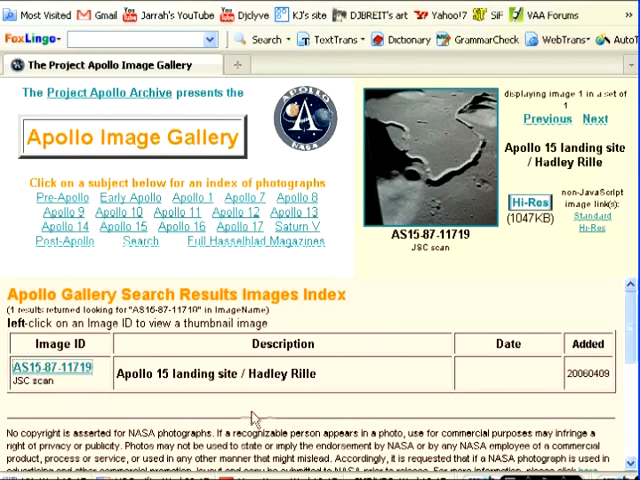 Most Visited Gmail Jarrah's YouTube Djclyve KJ's site DJBREIT's art Yahoo!7 SiF VAA Forums »
FoxLingo Search TextTrans Dictionary GrammarCheck WebTrans AutoT
The Project Apollo Image Gallery
The Project Apollo Archive presents the
Apollo Image Gallery
APOLLO
NASA
Click on a subject below for an index of photographs
Pre-Apollo Early Apollo Apollo 1 Apollo 7 Apollo 8
Apollo 9 Apollo 10 Apollo 11 Apollo 12 Apollo 13
Apollo 14 Apollo 15 Apollo 16 Apollo 17 Saturn V
Post-Apollo Search Full Hasselblad Magazines
AS15-87-11719
JSC scan
displaying image 1 in a set of
1
Previous Next
Apollo 15 landing site
/ Hadley Rille
Hi-Res
(1047KB)
non-JavaScript
image link(s):
Standard
Hi-Res
Apollo Gallery Search Results Images Index
(1 results returned looking for "AS15-87-11719" in ImageName)
left-click on an Image ID to view a thumbnail image
Image ID Description Date Added
AS15-87-11719
JSC scan
Apollo 15 landing site / Hadley Rille
20060409
No copyright is asserted for NASA photographs. If a recognizable person appears in a photo, use for commercial purposes may infringe a
right of privacy or publicity. Photos may not be used to state or imply the endorsement by NASA or by any NASA employee of a commercial
product, process or service, or used in any other manner that might mislead. Accordingly, it is requested that if a NASA photograph is used in